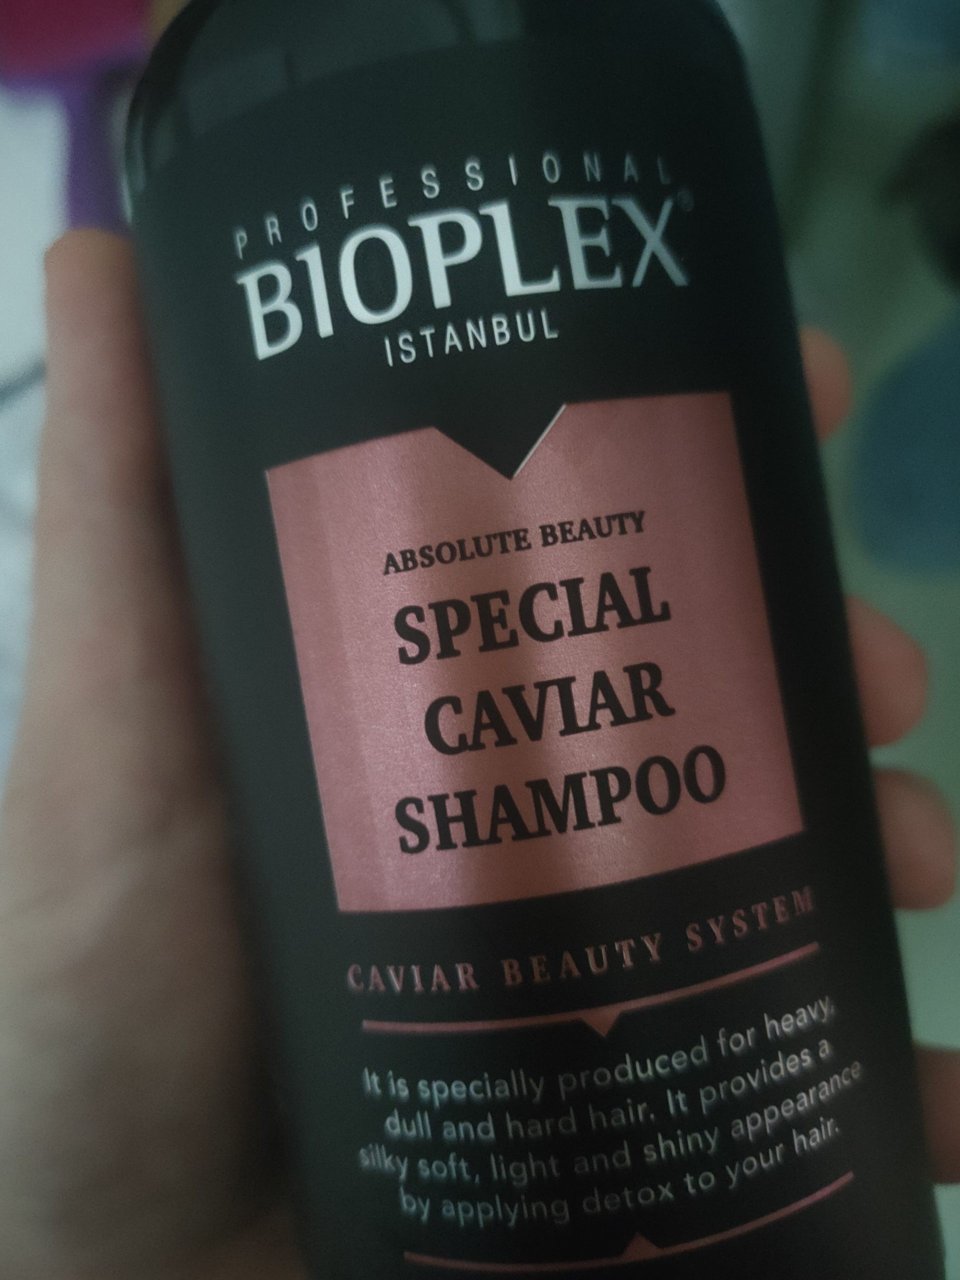 PROFESSIONAL
BIOPLEX®
ISTANBUL
ABSOLUTE BEAUTY
SPECIAL
CAVIAR
SHAMPOO
CAVIAR BEAUTY SYSTEM
It is specially produced for heavy,
dull and hard hair. It provides a
silky soft, light and shiny appearance
by applying detox to your hair.